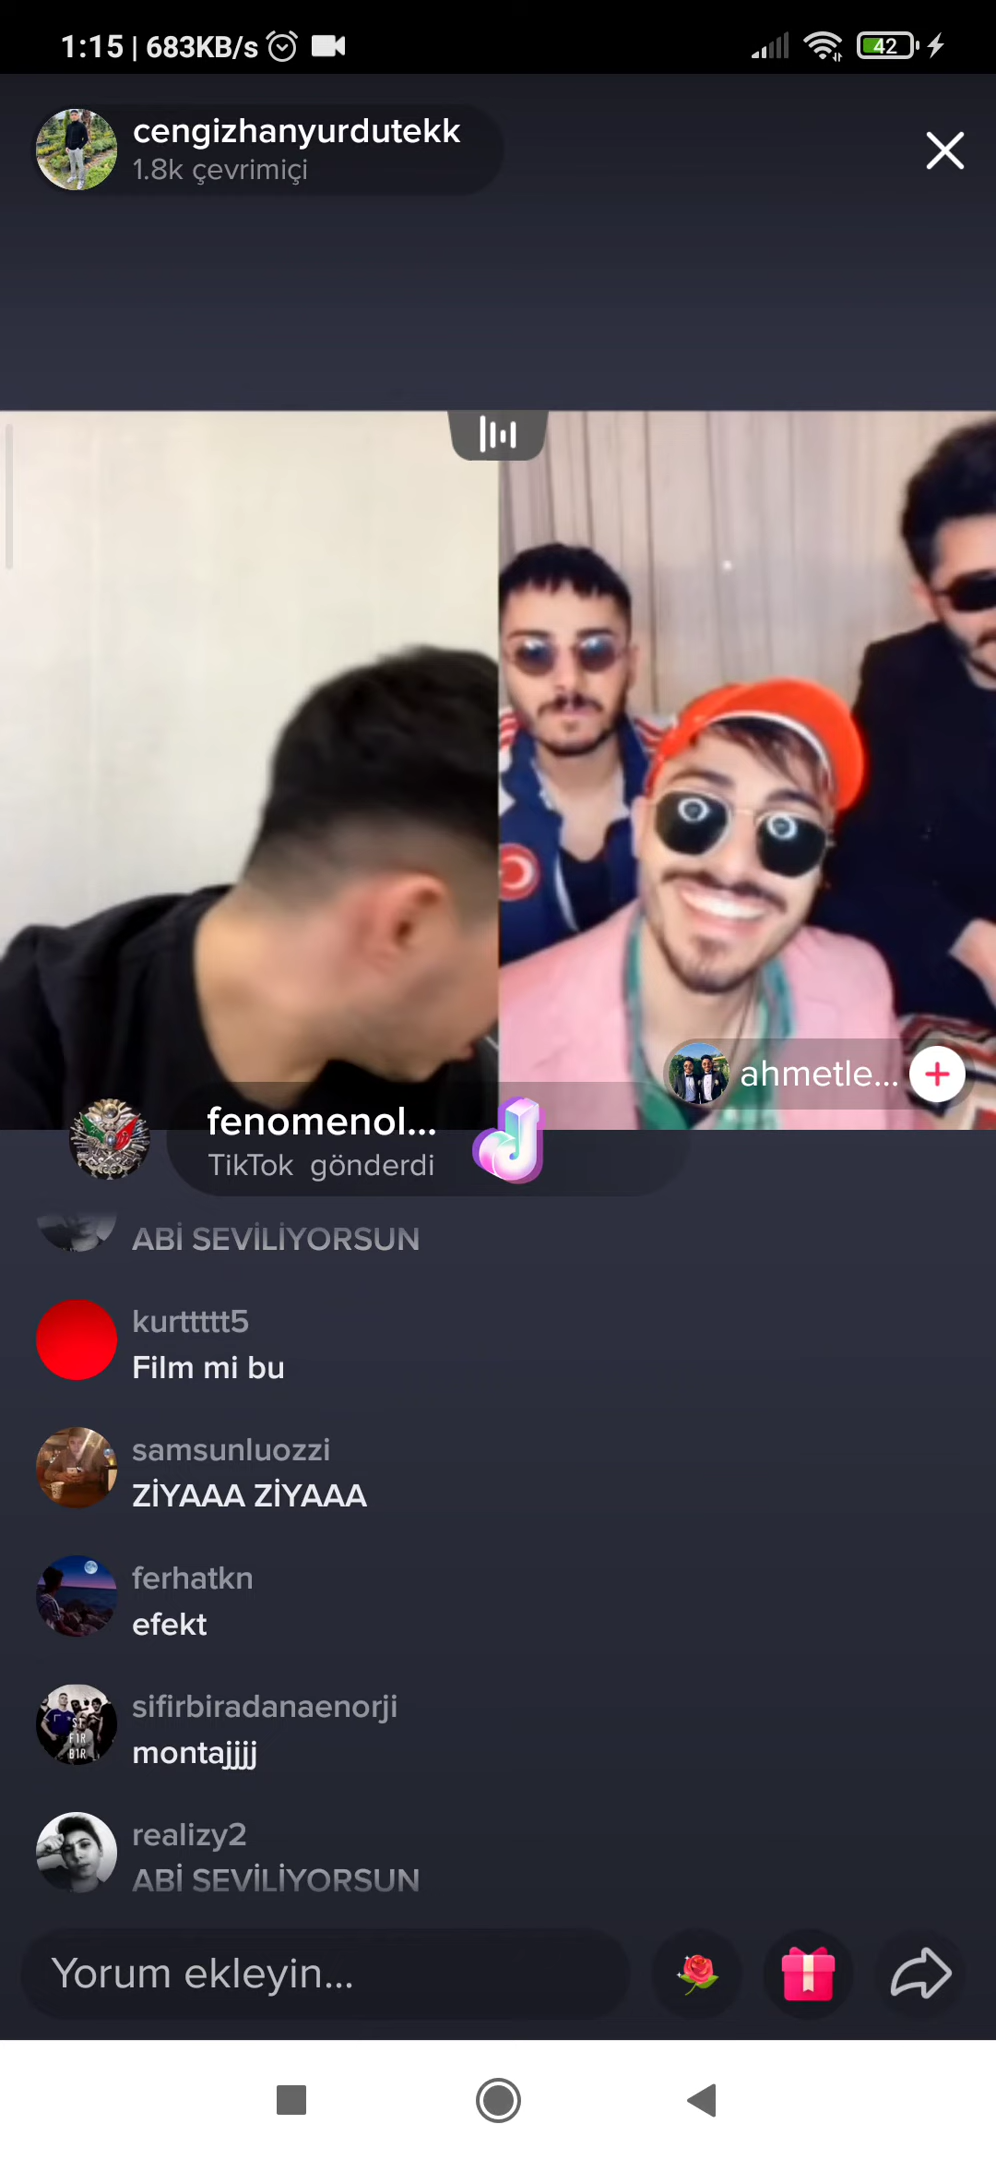 1:15 | 683KB/s
42
cengizhanyurdutekk
1.8k çevrimiçi
ahmetle...
fenomenol...
TikTok gönderdi
ABİ SEVİLİYORSUN
kurttttt5
Film mi bu
samsunluozzi
ZİYAAA ZİYAAA
ferhatkn
efekt
sifirbiradanaenorji
montajjjj
realizy2
ABİ SEVİLİYORSUN
Yorum ekleyin...